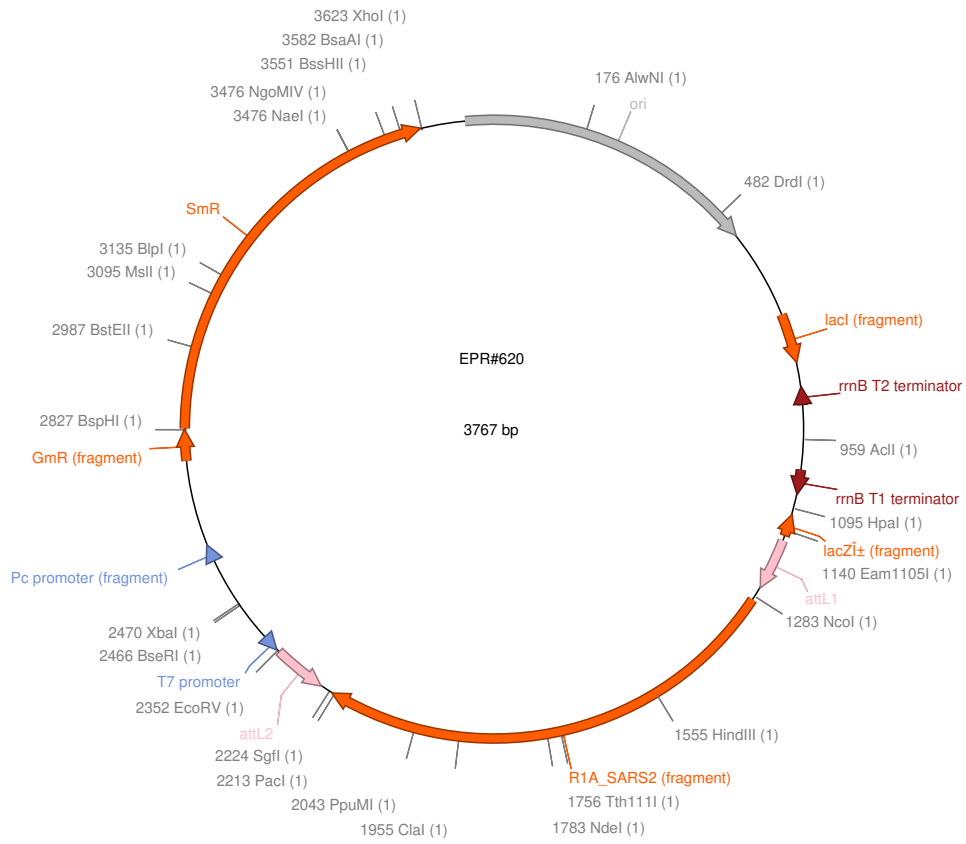 3623 XhoI (1)
3582 BsaAI (1)
3551 BssHII (1)
3476 NgoMIV (1)
3476 NaeI (1)
176 AlwNI (1)
ori
482 DrdI (1)
SmR
3135 BlpI (1)
3095 MslI (1)
2987 BstEII (1)
lacI (fragment)
EPR#620
rrnB T2 terminator
2827 BspHI (1)
3767 bp
959 AclI (1)
GmR (fragment)
rrnB T1 terminator
1095 HpaI (1)
lacZÎ± (fragment)
1140 Eam1105I (1)
Pc promoter (fragment)
attL1
1283 NcoI (1)
2470 XbaI (1)
2466 BseRI (1)
T7 promoter
2352 EcoRV (1)
attL2
1555 HindIII (1)
2224 SgfI (1)
2213 PacI (1)
R1A_SARS2 (fragment)
2043 PpuMI (1)
1756 Tth111I (1)
1955 ClaI (1)
1783 NdeI (1)